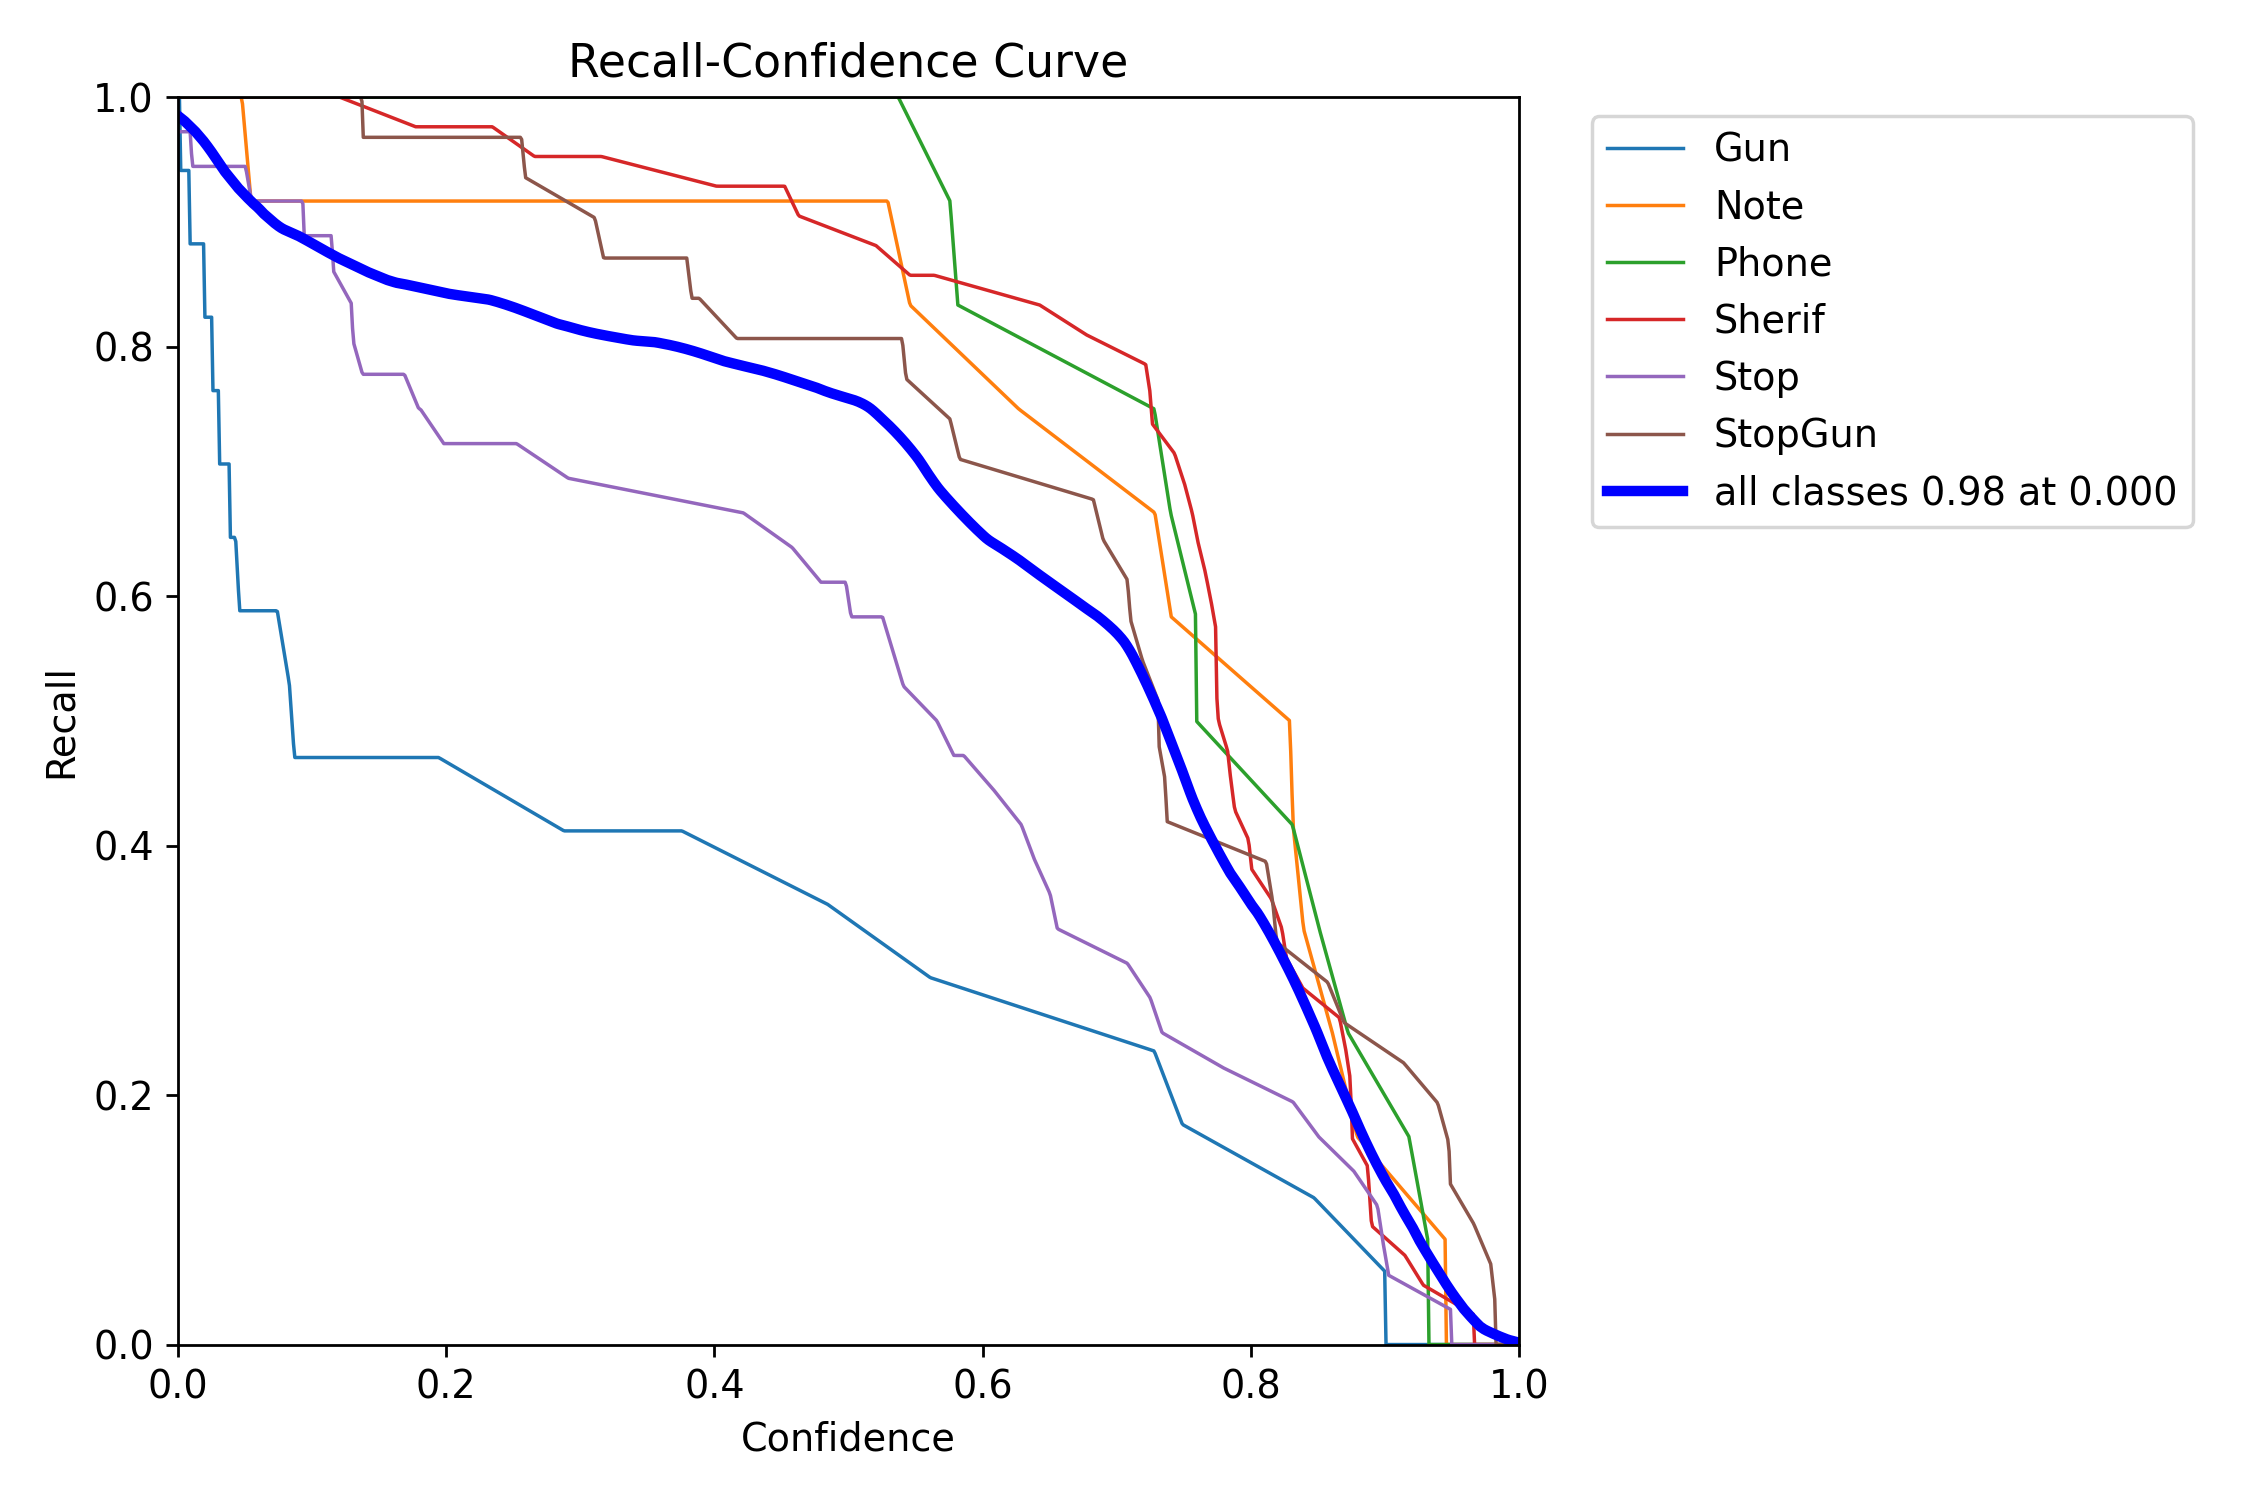 Recall-Confidence Curve
1.0
0.8
0.6
0.4
0.2
0.0
Recall
0.0 0.2 0.4 0.6 0.8 1.0
Confidence
Gun
Note
Phone
Sherif
Stop
StopGun
all classes 0.98 at 0.000